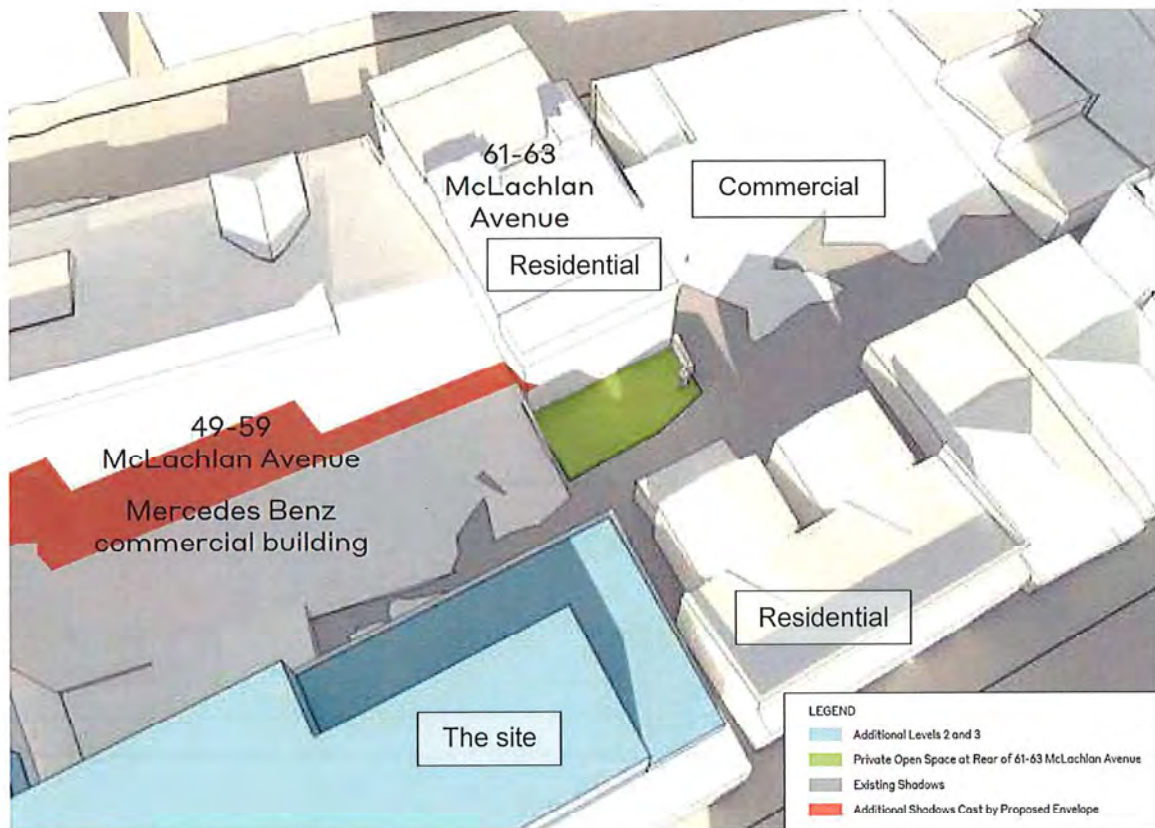 61-63
McLachlan
Avenue
Commercial
Residential
49-59
McLachlan Avenue
Mercedes Benz
commercial building
Residential
The site
LEGEND
Additional Levels 2 and 3
Private Open Space at Rear of 61-63 McLachlan Avenue
Existing Shadows
Additional Shadows Cast by Proposed Envelope